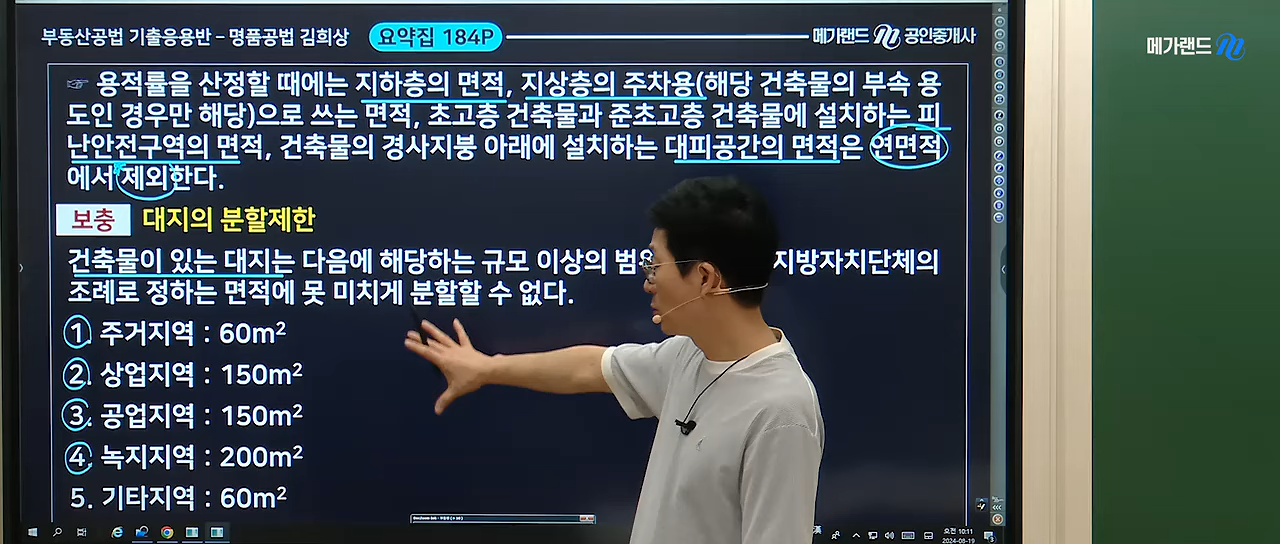 부동산공법 기출응용반 – 명품공법 김희상 요약집 184P 메가랜드 공인중개사
메가랜드
☞ 용적률을 산정할 때에는 지하층의 면적, 지상층의 주차용(해당 건축물의 부속 용
도인 경우만 해당)으로 쓰는 면적, 초고층 건축물과 준초고층 건축물에 설치하는 피
난안전구역의 면적, 건축물의 경사지붕 아래에 설치하는 대피공간의 면적은 연면적
에서 제외한다.
보충 대지의 분할제한
건축물이 있는 대지는 다음에 해당하는 규모 이상의 지방자치단체의
조례로 정하는 면적에 못 미치게 분할할 수 없다.
1. 주거지역 : 60m²
2. 상업지역 : 150m²
3. 공업지역 : 150m²
4. 녹지지역 : 200m²
5. 기타지역 : 60m²
오전 10:11
2024-08-19